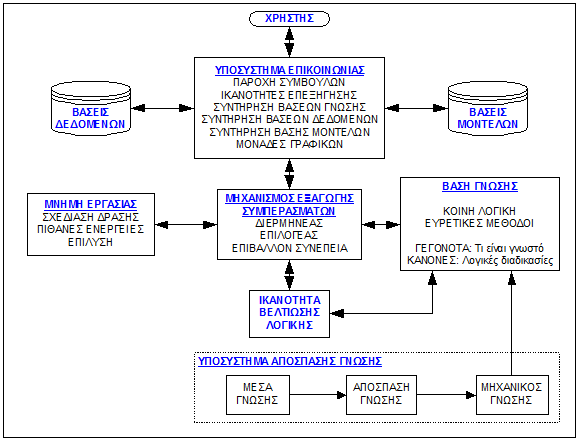 ΧΡΗΣΤΗΣ
ΥΠΟΣΥΣΤΗΜΑ ΕΠΙΚΟΙΝΩΝΙΑΣ
ΠΑΡΟΧΗ ΣΥΜΒΟΥΛΩΝ
ΙΚΑΝΟΤΗΤΕΣ ΕΠΕΞΗΓΗΣΗΣ
ΣΥΝΤΗΡΗΣΗ ΒΑΣΕΩΝ ΓΝΩΣΗΣ
ΣΥΝΤΗΡΗΣΗ ΒΑΣΕΩΝ ΔΕΔΟΜΕΝΩΝ
ΣΥΝΤΗΡΗΣΗ ΒΑΣΗΣ ΜΟΝΤΕΛΩΝ
ΜΟΝΑΔΕΣ ΓΡΑΦΙΚΩΝ
ΒΑΣΕΙΣ
ΔΕΔΟΜΕΝΩΝ
ΒΑΣΕΙΣ
ΜΟΝΤΕΛΩΝ
ΜΝΗΜΗ ΕΡΓΑΣΙΑΣ
ΣΧΕΔΙΑΣΗ ΔΡΑΣΗΣ
ΠΙΘΑΝΕΣ ΕΝΕΡΓΕΙΕΣ
ΕΠΙΛΥΣΗ
ΜΗΧΑΝΙΣΜΟΣ ΕΞΑΓΩΓΗΣ
ΣΥΜΠΕΡΑΣΜΑΤΩΝ
ΔΙΕΡΜΗΝΕΑΣ
ΕΠΙΛΟΓΕΑΣ
ΕΠΙΒΑΛΛΟΝ ΣΥΝΕΠΕΙΑ
ΒΑΣΗ ΓΝΩΣΗΣ
ΚΟΙΝΗ ΛΟΓΙΚΗ
ΕΥΡΕΤΙΚΕΣ ΜΕΘΟΔΟΙ
ΓΕΓΟΝΟΤΑ: Τι είναι γνωστό
ΚΑΝΟΝΕΣ: Λογικές διαδικασίες
ΙΚΑΝΟΤΗΤΑ
ΒΕΛΤΙΩΣΗΣ
ΛΟΓΙΚΗΣ
ΥΠΟΣΥΣΤΗΜΑ ΑΠΟΣΠΑΣΗΣ ΓΝΩΣΗΣ
ΜΕΣΑ
ΓΝΩΣΗΣ
ΑΠΟΣΠΑΣΗ
ΓΝΩΣΗΣ
ΜΗΧΑΝΙΚΟΣ
ΓΝΩΣΗΣ